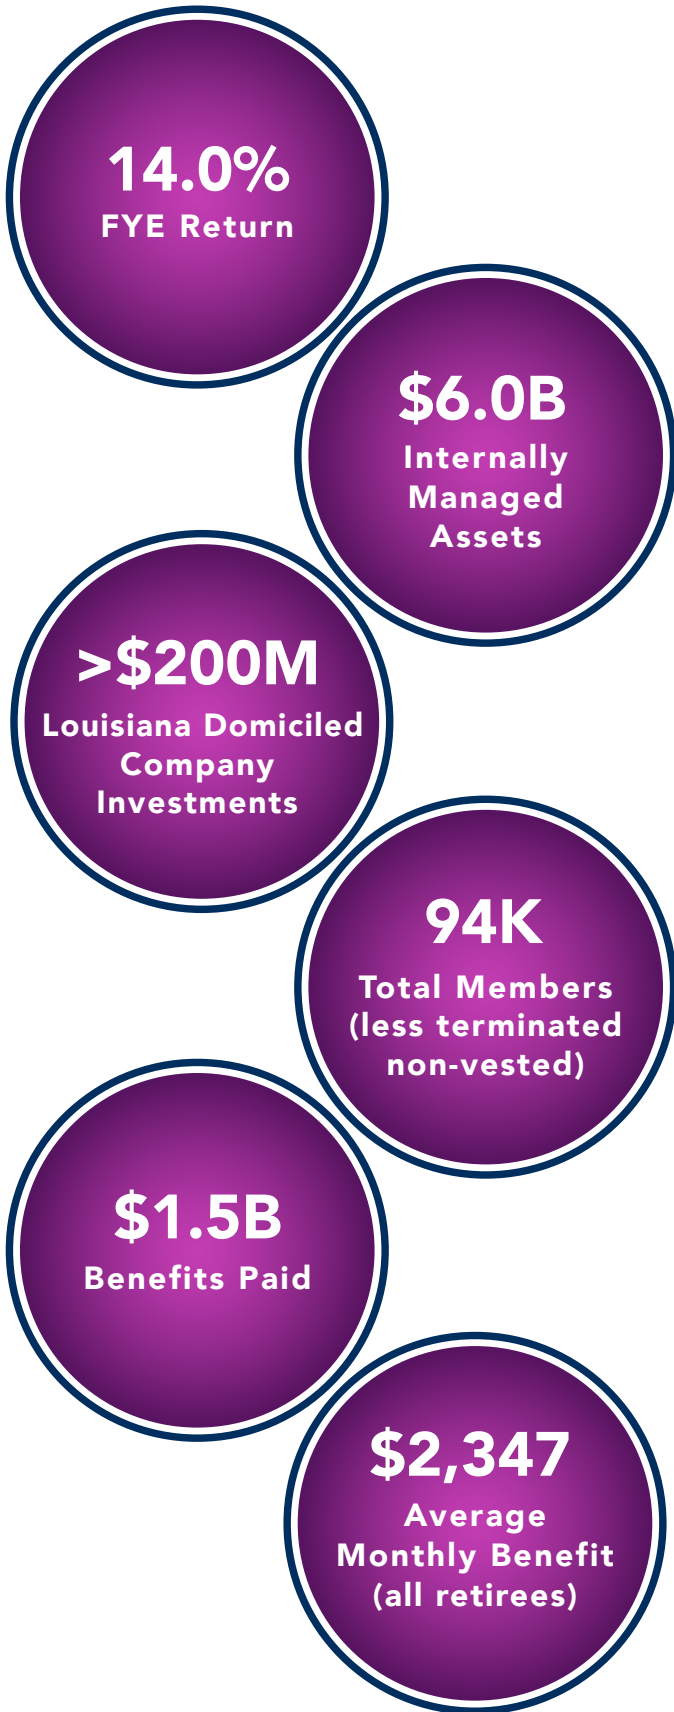 14.0%
FYE Return
$6.0B
Internally
Managed
Assets
>$200M
Louisiana Domiciled
Company
Investments
94K
Total Members
(less terminated
non-vested)
$1.5B
Benefits Paid
$2,347
Average
Monthly Benefit
(all retirees)